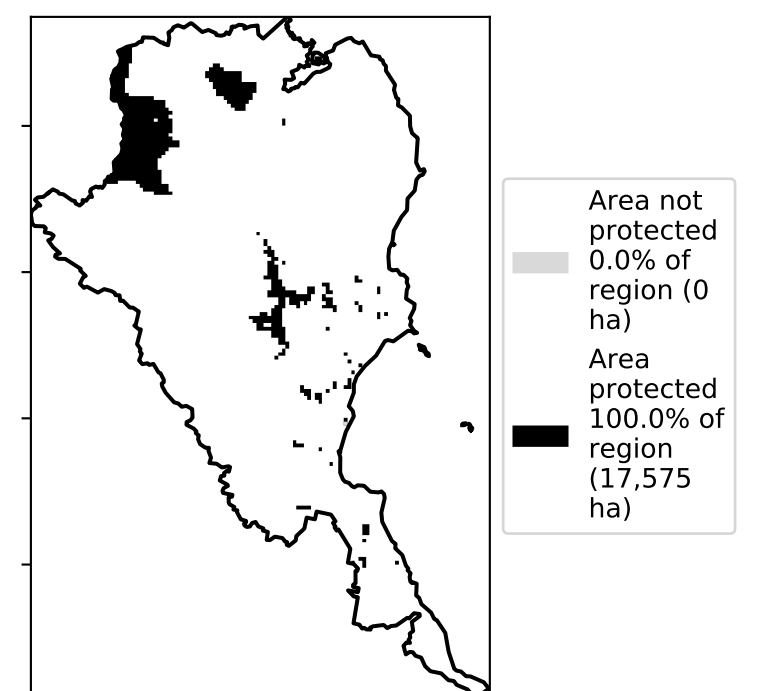 Area not
protected
0.0% of
region (0
ha)
Area
protected
100.0% of
region
(17,575
ha)